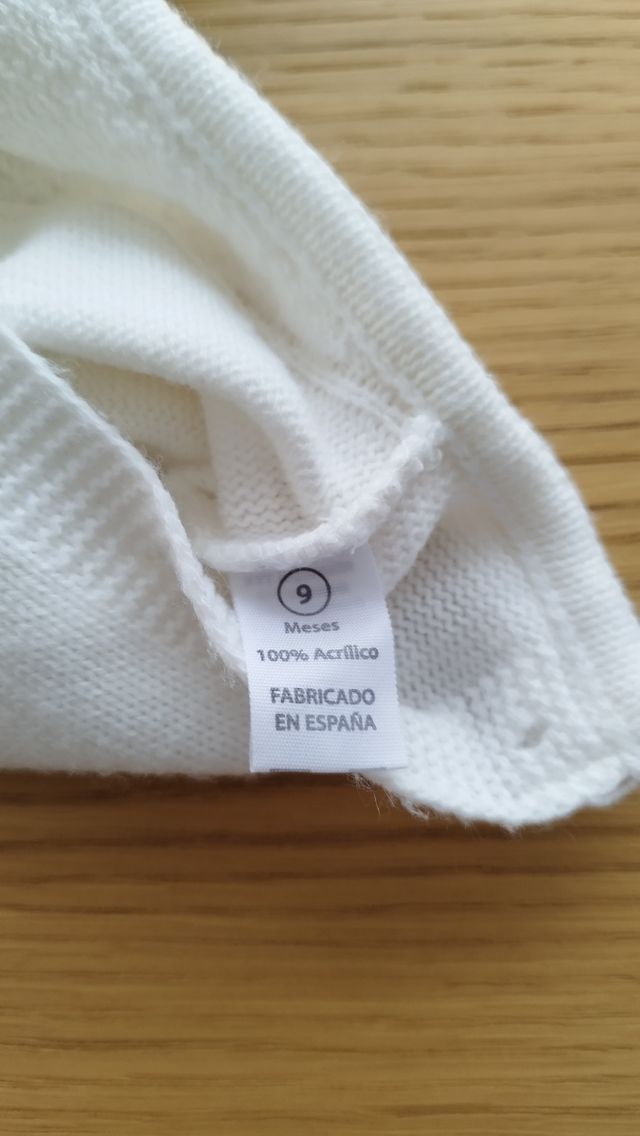 9
Meses
100% Acrílico
FABRICADO
EN ESPAÑA